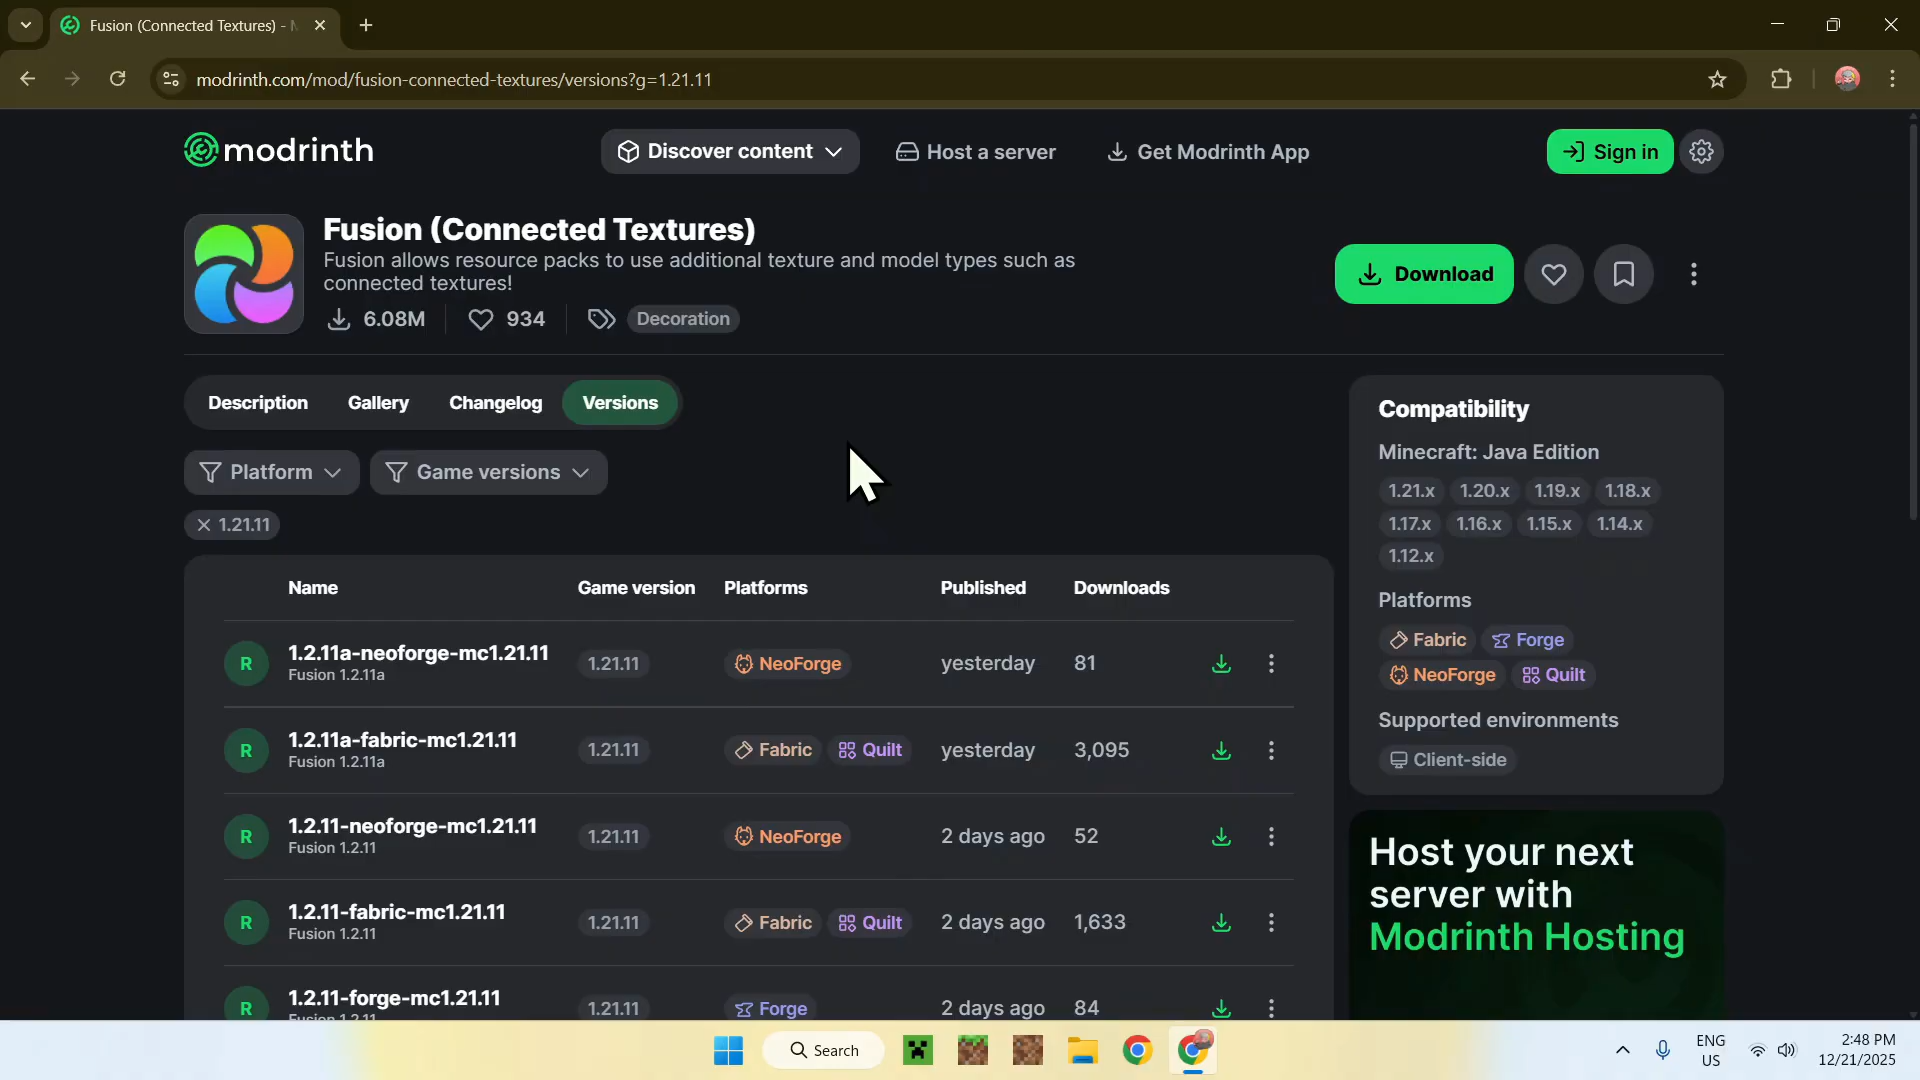 Fusion (Connected Textures) -
modrinth.com/mod/fusion-connected-textures/versions?g=1.21.11
modrinth
Discover content
Host a server
Get Modrinth App
Sign in
Fusion (Connected Textures)
Fusion allows resource packs to use additional texture and model types such as
connected textures!
6.08M
934
Decoration
Download
Description
Gallery
Changelog
Versions
Platform
Game versions
1.21.11
Name Game version Platforms Published Downloads
R 1.2.11a-neoforge-mc1.21.11 1.21.11 NeoForge yesterday 81
Fusion 1.2.11a
R 1.2.11a-fabric-mc1.21.11 1.21.11 Fabric Quilt yesterday 3,095
Fusion 1.2.11a
R 1.2.11-neoforge-mc1.21.11 1.21.11 NeoForge 2 days ago 52
Fusion 1.2.11
R 1.2.11-fabric-mc1.21.11 1.21.11 Fabric Quilt 2 days ago 1,633
Fusion 1.2.11
R 1.2.11-forge-mc1.21.11 1.21.11 Forge 2 days ago 84
Fusion 1.2.11
Compatibility
Minecraft: Java Edition
1.21.x 1.20.x 1.19.x 1.18.x
1.17.x 1.16.x 1.15.x 1.14.x
1.12.x
Platforms
Fabric Forge
NeoForge Quilt
Supported environments
Client-side
Host your next
server with
Modrinth Hosting
Search
ENG
US
2:48 PM
12/21/2025